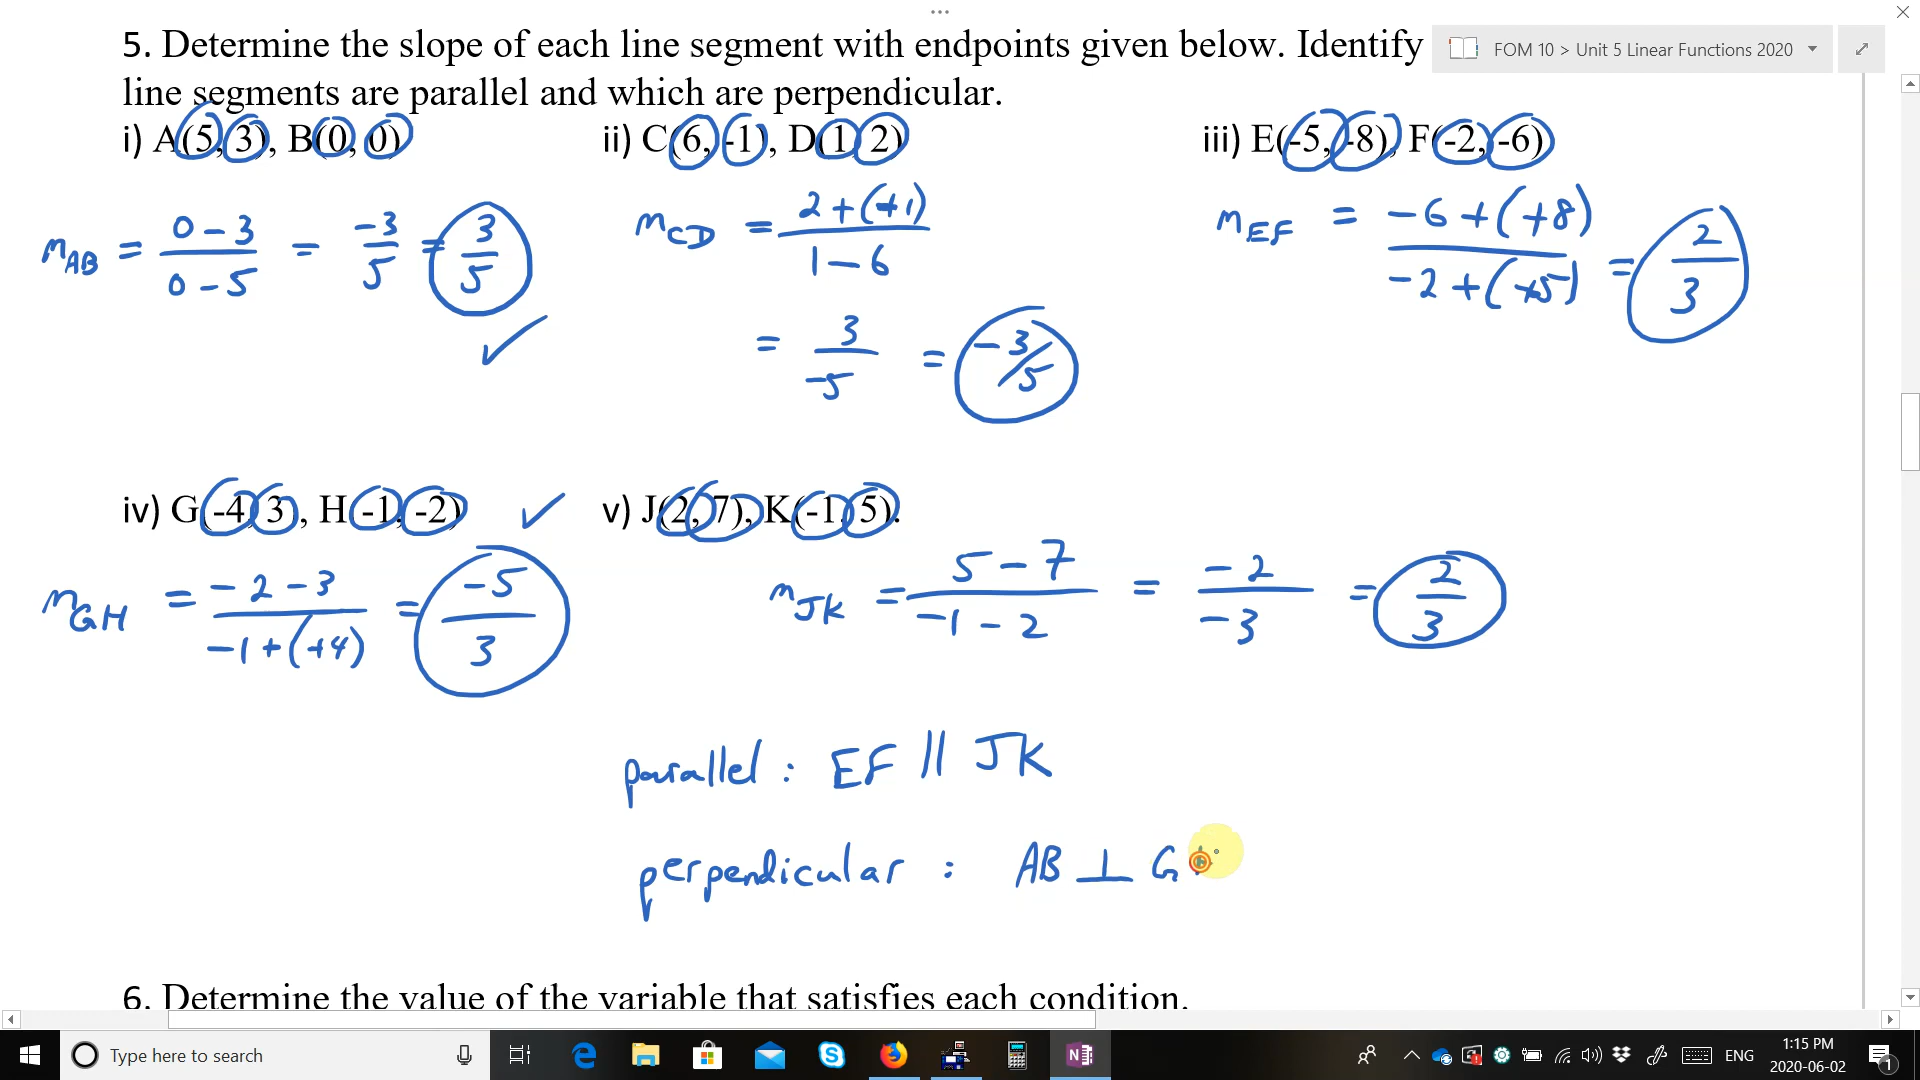 5. Determine the slope of each line segment with endpoints given below. Identify
FOM 10 > Unit 5 Linear Functions 2020
line segments are parallel and which are perpendicular.
i) A(5, 3), B(0, 0) ii) C(6, -1), D(1, 2) iii) E(-5, -8), F(-2, -6)
m_AB = (0 - 3)/(0 - 5) = -3/5 = 3/5
m_CD = (2 + (+1))/(1 - 6)
m_EF = (-6 + (+8))/(-2 + (+5)) = 2/3
= 3/-5 = -3/5
iv) G(-4, 3), H(-1, -2) v) J(2, 7), K(-1, 5).
m_GH = (-2 - 3)/(-1 + (+4)) = -5/3
m_JK = (5 - 7)/(-1 - 2) = -2/-3 = 2/3
parallel : EF || JK
perpendicular : AB ⊥ G
6. Determine the value of the variable that satisfies each condition.
Type here to search
ENG
1:15 PM
2020-06-02
1